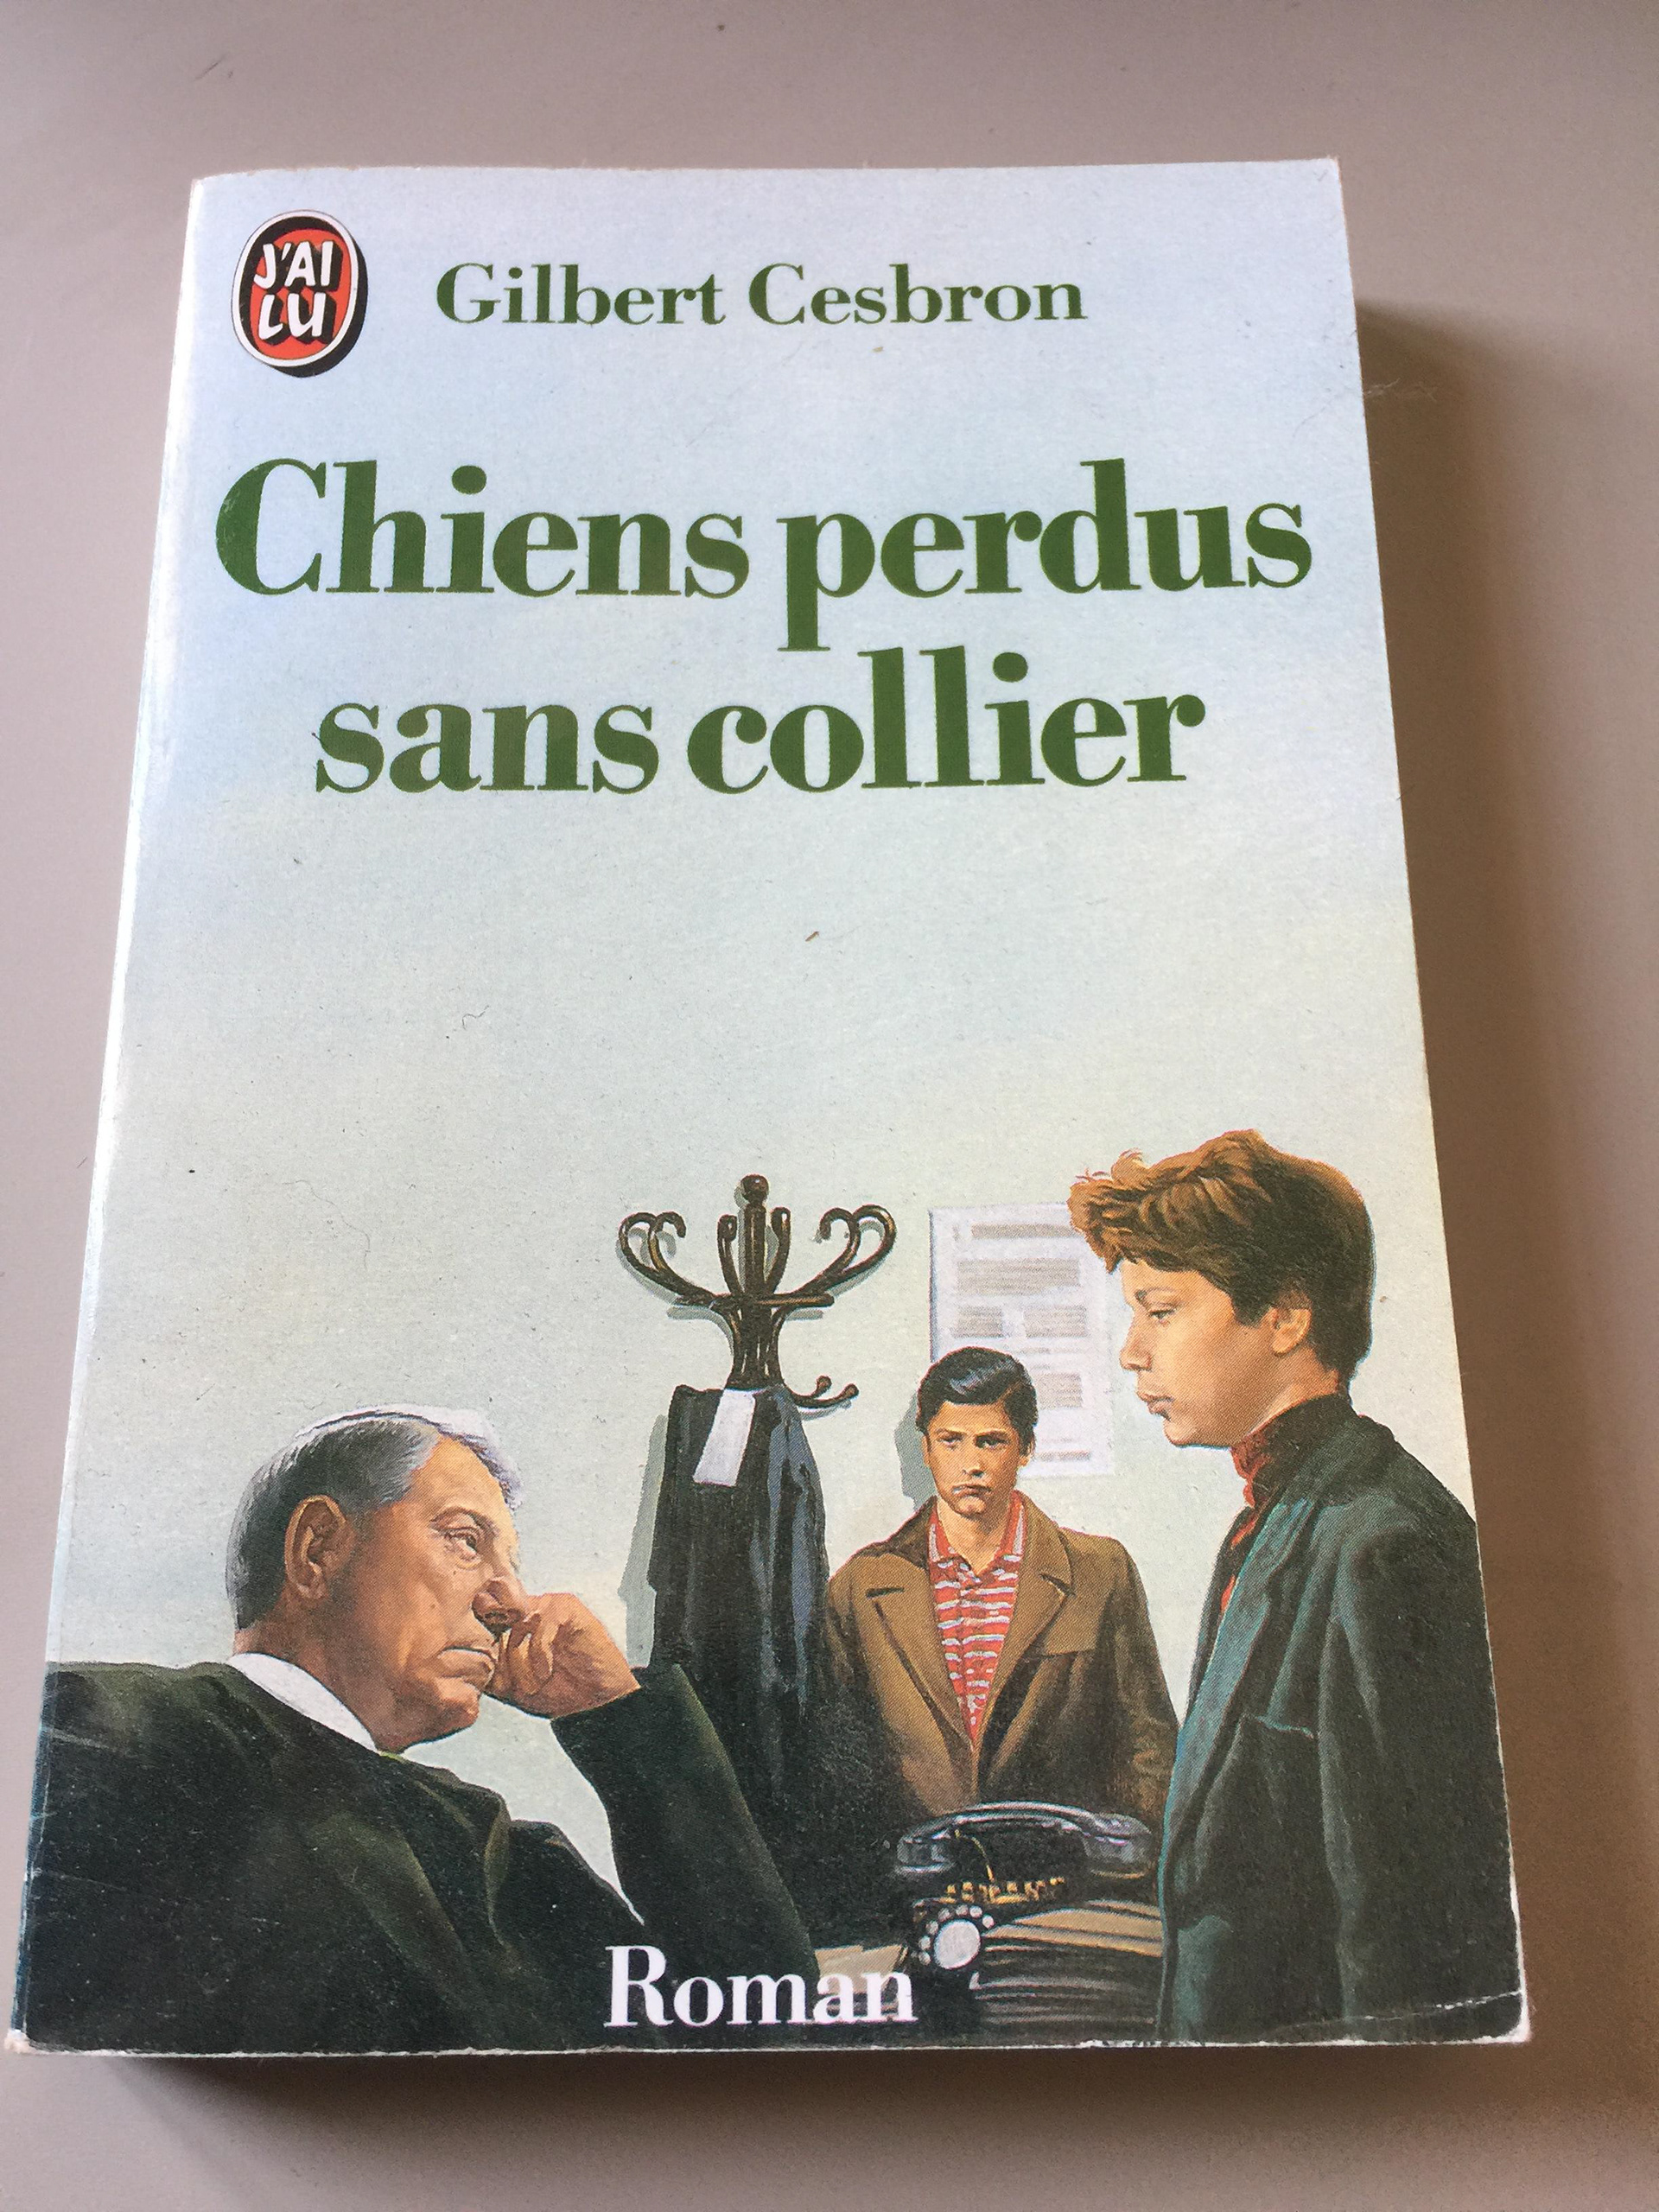 J'AI
LU
Gilbert Cesbron
Chiens perdus
sans collier
Roman